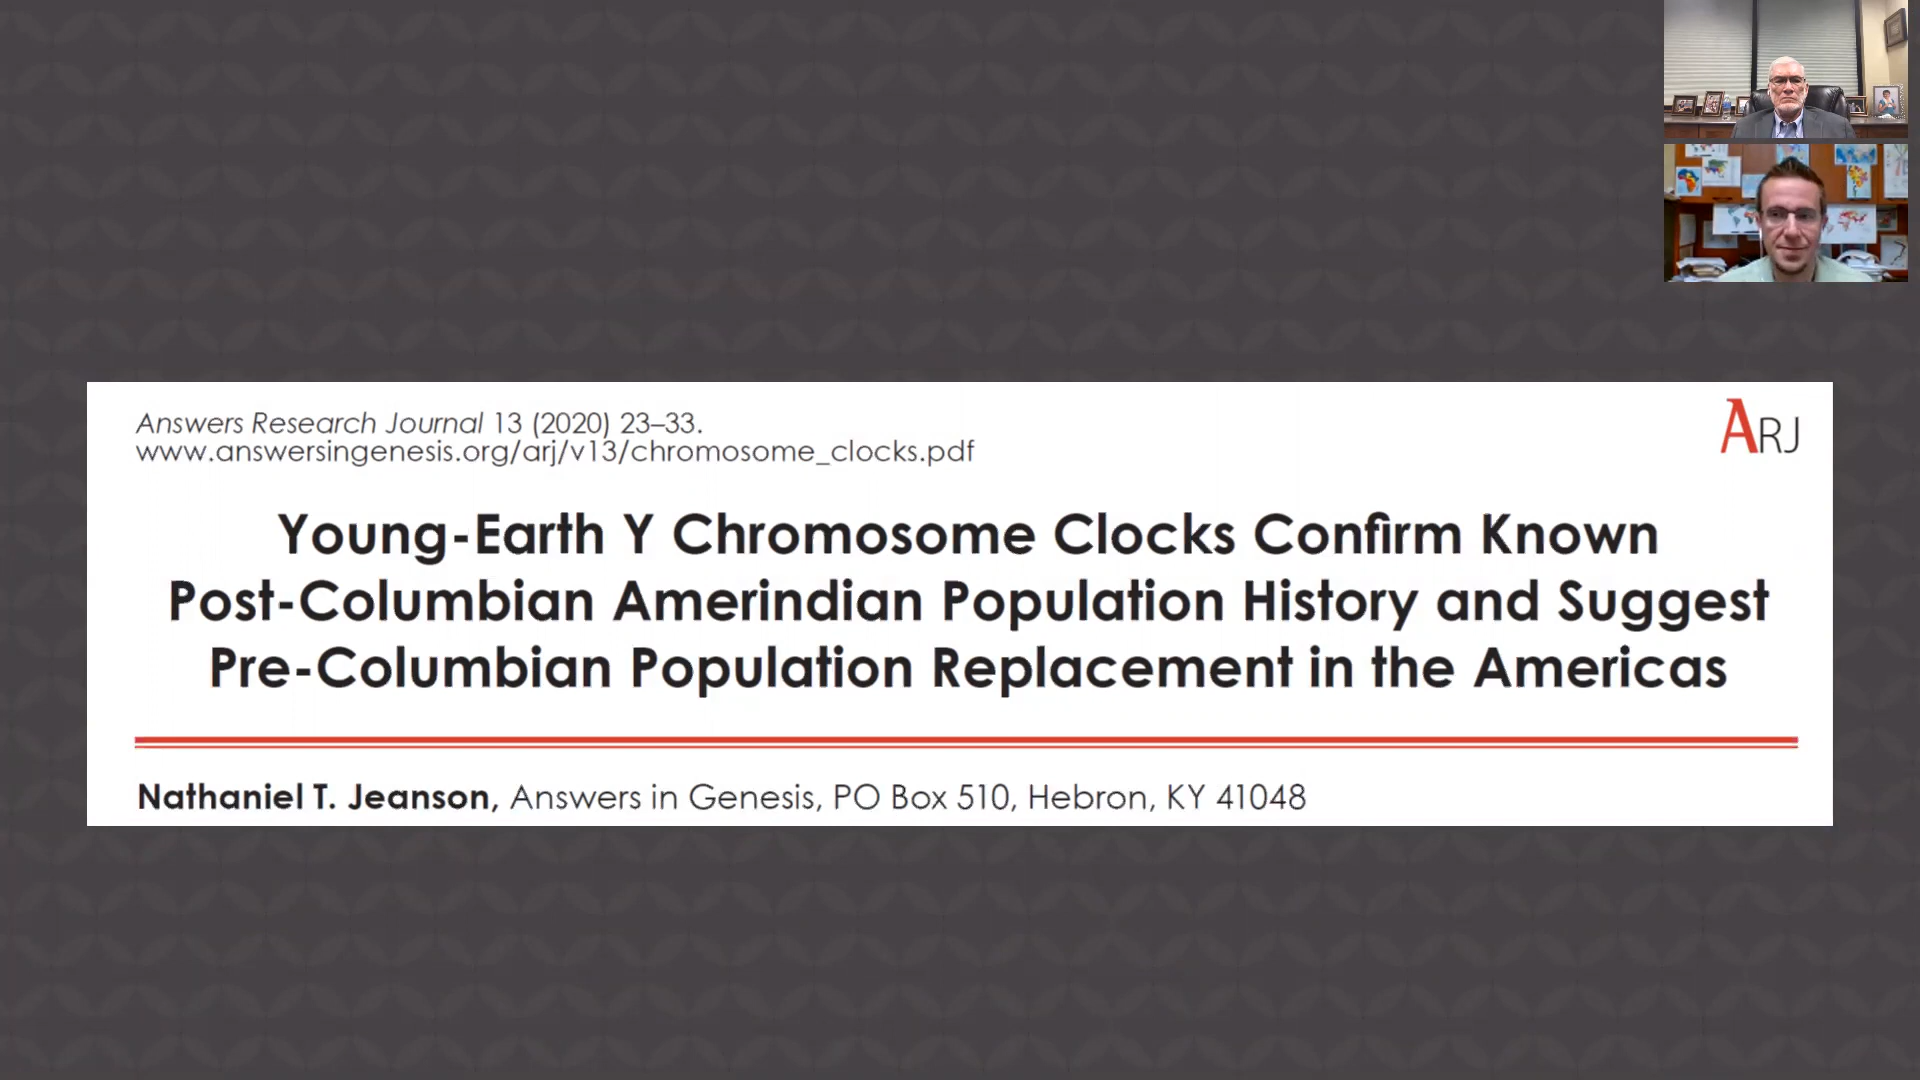 Answers Research Journal 13 (2020) 23–33.
www.answersingenesis.org/arj/v13/chromosome_clocks.pdf
ARJ
Young-Earth Y Chromosome Clocks Confirm Known
Post-Columbian Amerindian Population History and Suggest
Pre-Columbian Population Replacement in the Americas
Nathaniel T. Jeanson, Answers in Genesis, PO Box 510, Hebron, KY 41048